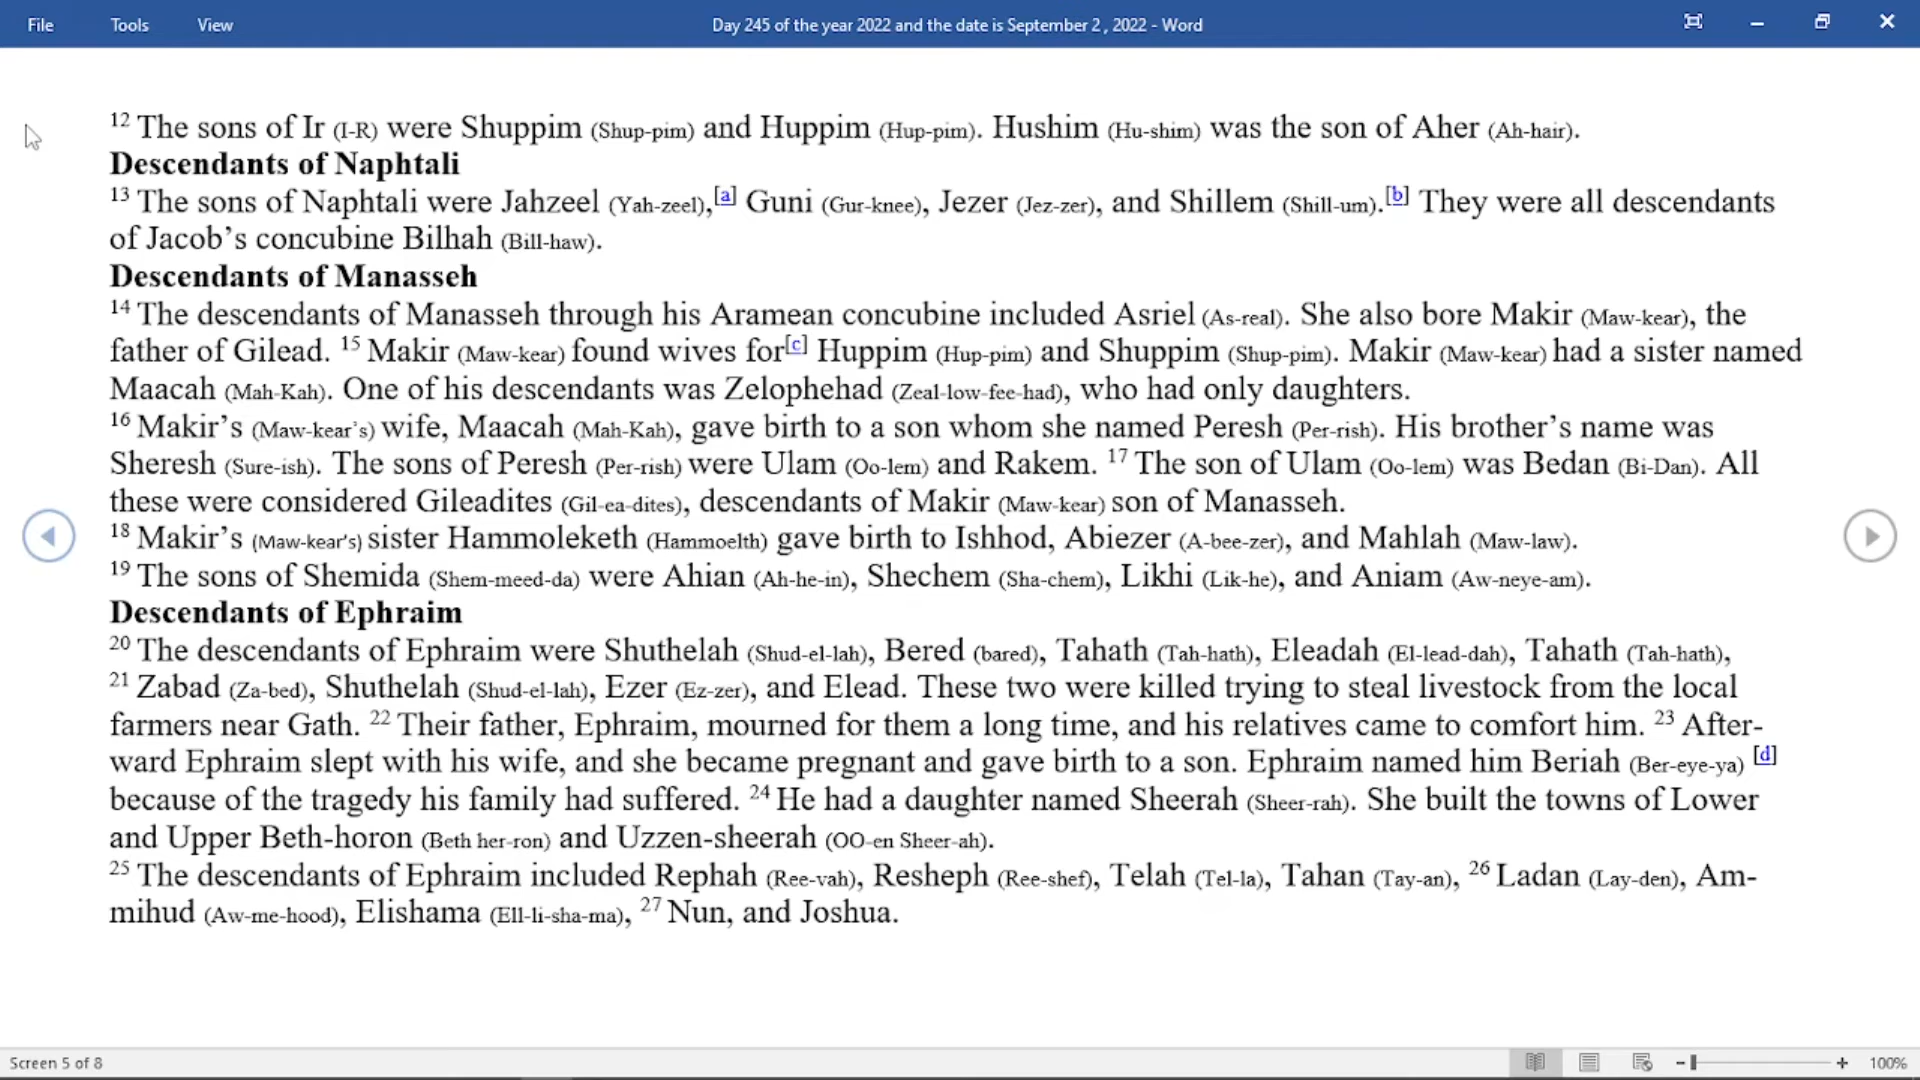 File Tools View Day 245 of the year 2022 and the date is September 2 , 2022 - Word
12 The sons of Ir (I-R) were Shuppim (Shup-pim) and Huppim (Hup-pim). Hushim (Hu-shim) was the son of Aher (Ah-hair).
Descendants of Naphtali
13 The sons of Naphtali were Jahzeel (Yah-zeel),[a] Guni (Gur-knee), Jezer (Jez-zer), and Shillem (Shill-um).[b] They were all descendants
of Jacob’s concubine Bilhah (Bill-haw).
Descendants of Manasseh
14 The descendants of Manasseh through his Aramean concubine included Asriel (As-real). She also bore Makir (Maw-kear), the
father of Gilead. 15 Makir (Maw-kear) found wives for[c] Huppim (Hup-pim) and Shuppim (Shup-pim). Makir (Maw-kear) had a sister named
Maacah (Mah-Kah). One of his descendants was Zelophehad (Zeal-low-fee-had), who had only daughters.
16 Makir’s (Maw-kear’s) wife, Maacah (Mah-Kah), gave birth to a son whom she named Peresh (Per-rish). His brother’s name was
Sheresh (Sure-ish). The sons of Peresh (Per-rish) were Ulam (Oo-lem) and Rakem. 17 The son of Ulam (Oo-lem) was Bedan (Bi-Dan). All
these were considered Gileadites (Gil-ea-dites), descendants of Makir (Maw-kear) son of Manasseh.
18 Makir’s (Maw-kear’s) sister Hammoleketh (Hammoelth) gave birth to Ishhod, Abiezer (A-bee-zer), and Mahlah (Maw-law).
19 The sons of Shemida (Shem-meed-da) were Ahian (Ah-he-in), Shechem (Sha-chem), Likhi (Lik-he), and Aniam (Aw-neye-am).
Descendants of Ephraim
20 The descendants of Ephraim were Shuthelah (Shud-el-lah), Bered (bared), Tahath (Tah-hath), Eleadah (El-lead-dah), Tahath (Tah-hath),
21 Zabad (Za-bed), Shuthelah (Shud-el-lah), Ezer (Ez-zer), and Elead. These two were killed trying to steal livestock from the local
farmers near Gath. 22 Their father, Ephraim, mourned for them a long time, and his relatives came to comfort him. 23 After-
ward Ephraim slept with his wife, and she became pregnant and gave birth to a son. Ephraim named him Beriah (Ber-eye-ya) [d]
because of the tragedy his family had suffered. 24 He had a daughter named Sheerah (Sheer-rah). She built the towns of Lower
and Upper Beth-horon (Beth her-ron) and Uzzen-sheerah (OO-en Sheer-ah).
25 The descendants of Ephraim included Rephah (Ree-vah), Resheph (Ree-shef), Telah (Tel-la), Tahan (Tay-an), 26 Ladan (Lay-den), Am-
mihud (Aw-me-hood), Elishama (Ell-li-sha-ma), 27 Nun, and Joshua.
Screen 5 of 8 100%